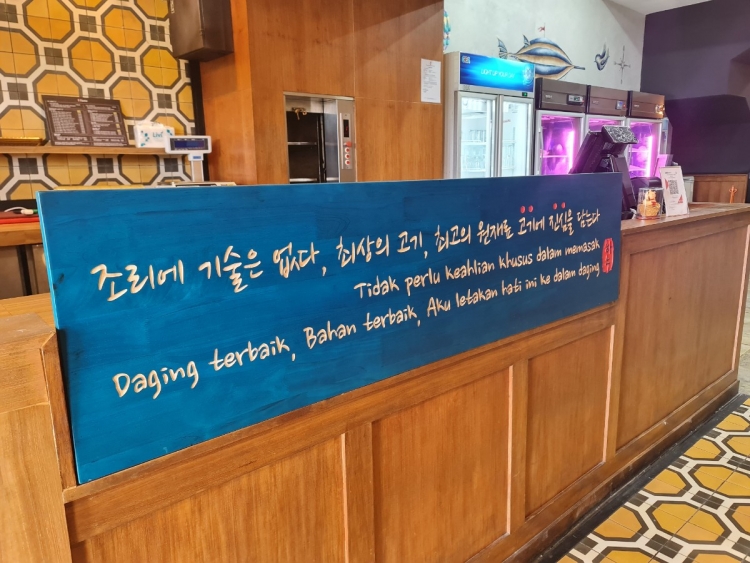 조리에 기술은 없다, 최상의 고기, 최고의 원재료 고기에 진심을 담는다
Tidak perlu keahlian khusus dalam memasak
Daging terbaik, Bahan terbaik, Aku letakan hati ini ke dalam daging